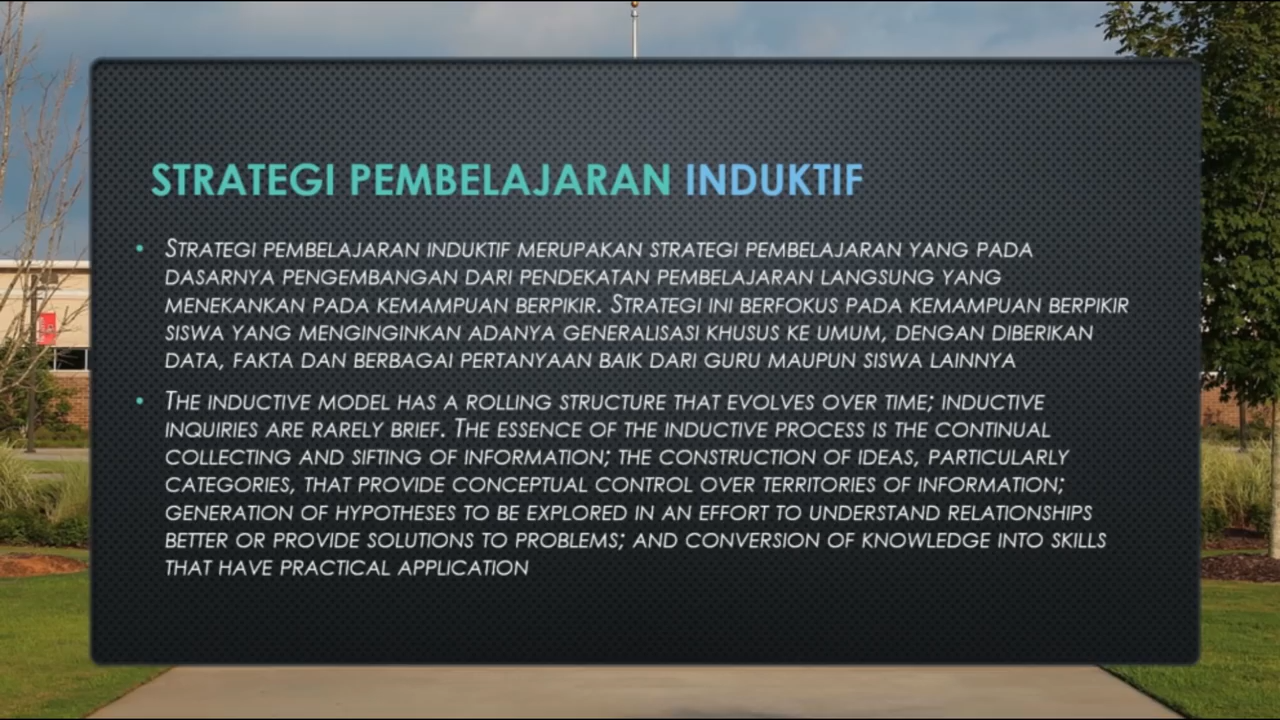 STRATEGI PEMBELAJARAN INDUKTIF
• STRATEGI PEMBELAJARAN INDUKTIF MERUPAKAN STRATEGI PEMBELAJARAN YANG PADA
DASARNYA PENGEMBANGAN DARI PENDEKATAN PEMBELAJARAN LANGSUNG YANG
MENEKANKAN PADA KEMAMPUAN BERPIKIR. STRATEGI INI BERFOKUS PADA KEMAMPUAN BERPIKIR
SISWA YANG MENGINGINKAN ADANYA GENERALISASI KHUSUS KE UMUM, DENGAN DIBERIKAN
DATA, FAKTA DAN BERBAGAI PERTANYAAN BAIK DARI GURU MAUPUN SISWA LAINNYA
• THE INDUCTIVE MODEL HAS A ROLLING STRUCTURE THAT EVOLVES OVER TIME; INDUCTIVE
INQUIRIES ARE RARELY BRIEF. THE ESSENCE OF THE INDUCTIVE PROCESS IS THE CONTINUAL
COLLECTING AND SIFTING OF INFORMATION; THE CONSTRUCTION OF IDEAS, PARTICULARLY
CATEGORIES, THAT PROVIDE CONCEPTUAL CONTROL OVER TERRITORIES OF INFORMATION;
GENERATION OF HYPOTHESES TO BE EXPLORED IN AN EFFORT TO UNDERSTAND RELATIONSHIPS
BETTER OR PROVIDE SOLUTIONS TO PROBLEMS; AND CONVERSION OF KNOWLEDGE INTO SKILLS
THAT HAVE PRACTICAL APPLICATION